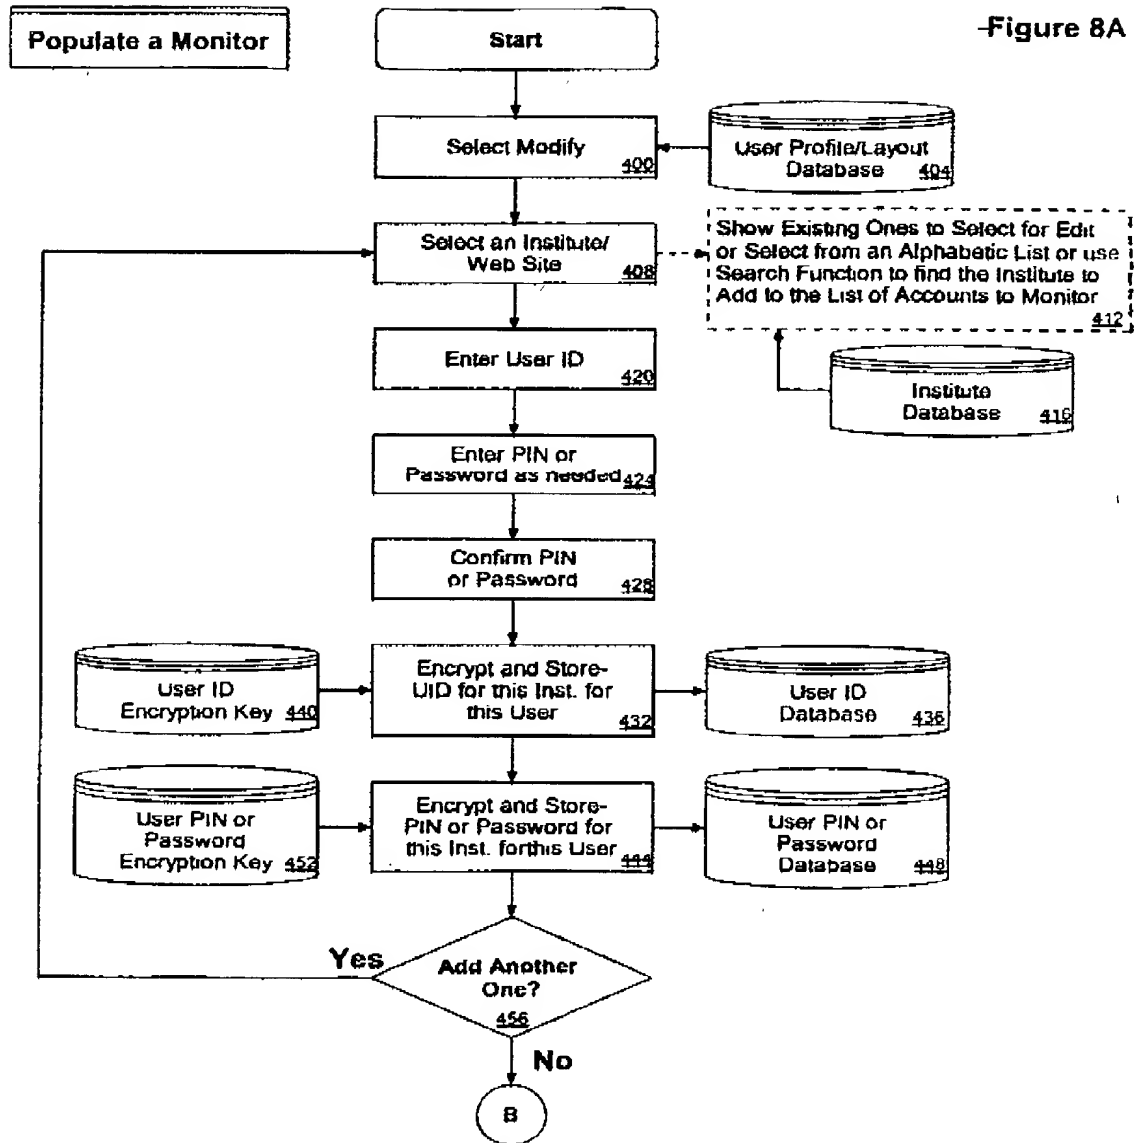 Populate a Monitor
Start
Figure 8A
Select Modify
400
User Profile/Layout
Database 404
Select an Institute/
Web Site
408
Show Existing Ones to Select for Edit
or Select from an Alphabetic List or use
Search Function to find the Institute to
Add to the List of Accounts to Monitor
412
Enter User ID
420
Institute
Database 416
Enter PIN or
Password as needed 424
Confirm PIN
or Password 428
User ID
Encryption Key 440
Encrypt and Store-
UID for this Inst. for
this User 432
User ID
Database 436
User PIN or
Password
Encryption Key 452
Encrypt and Store-
PIN or Password for
this Inst. forthis User 444
User PIN or
Password
Database 448
Yes
Add Another
One?
456
No
B